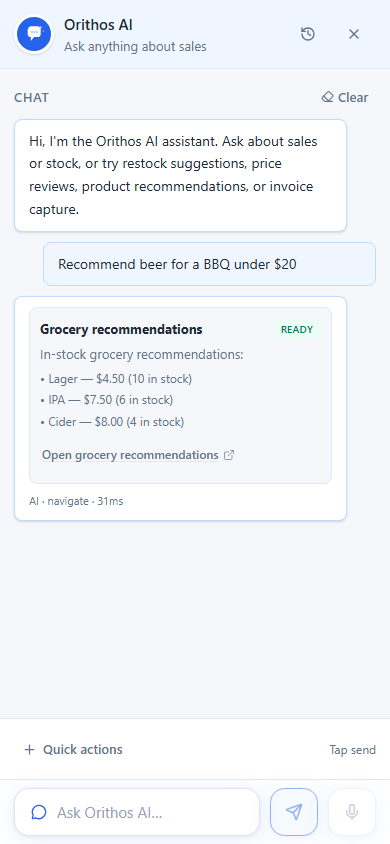 Orithos AI
Ask anything about sales
CHAT
Clear
Hi, I'm the Orithos AI assistant. Ask about sales
or stock, or try restock suggestions, price
reviews, product recommendations, or invoice
capture.
Recommend beer for a BBQ under $20
Grocery recommendations
READY
In-stock grocery recommendations:
• Lager — $4.50 (10 in stock)
• IPA — $7.50 (6 in stock)
• Cider — $8.00 (4 in stock)
Open grocery recommendations
AI · navigate · 31ms
Quick actions
Tap send
Ask Orithos AI...